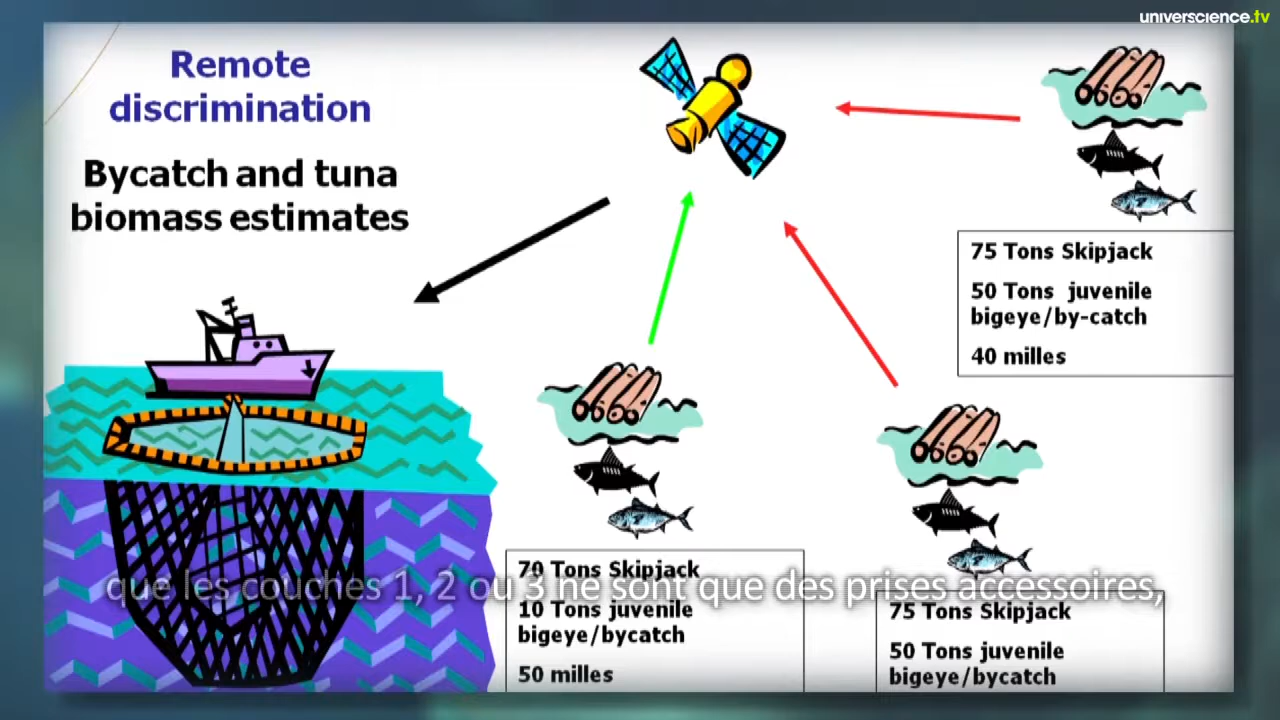 universcience.tv
Remote
discrimination
Bycatch and tuna
biomass estimates
75 Tons Skipjack
50 Tons juvenile
bigeye/by-catch
40 milles
70 Tons Skipjack
10 Tons juvenile
bigeye/bycatch
50 milles
75 Tons Skipjack
50 Tons juvenile
bigeye/bycatch
que les couches 1, 2 ou 3 ne sont que des prises accessoires,